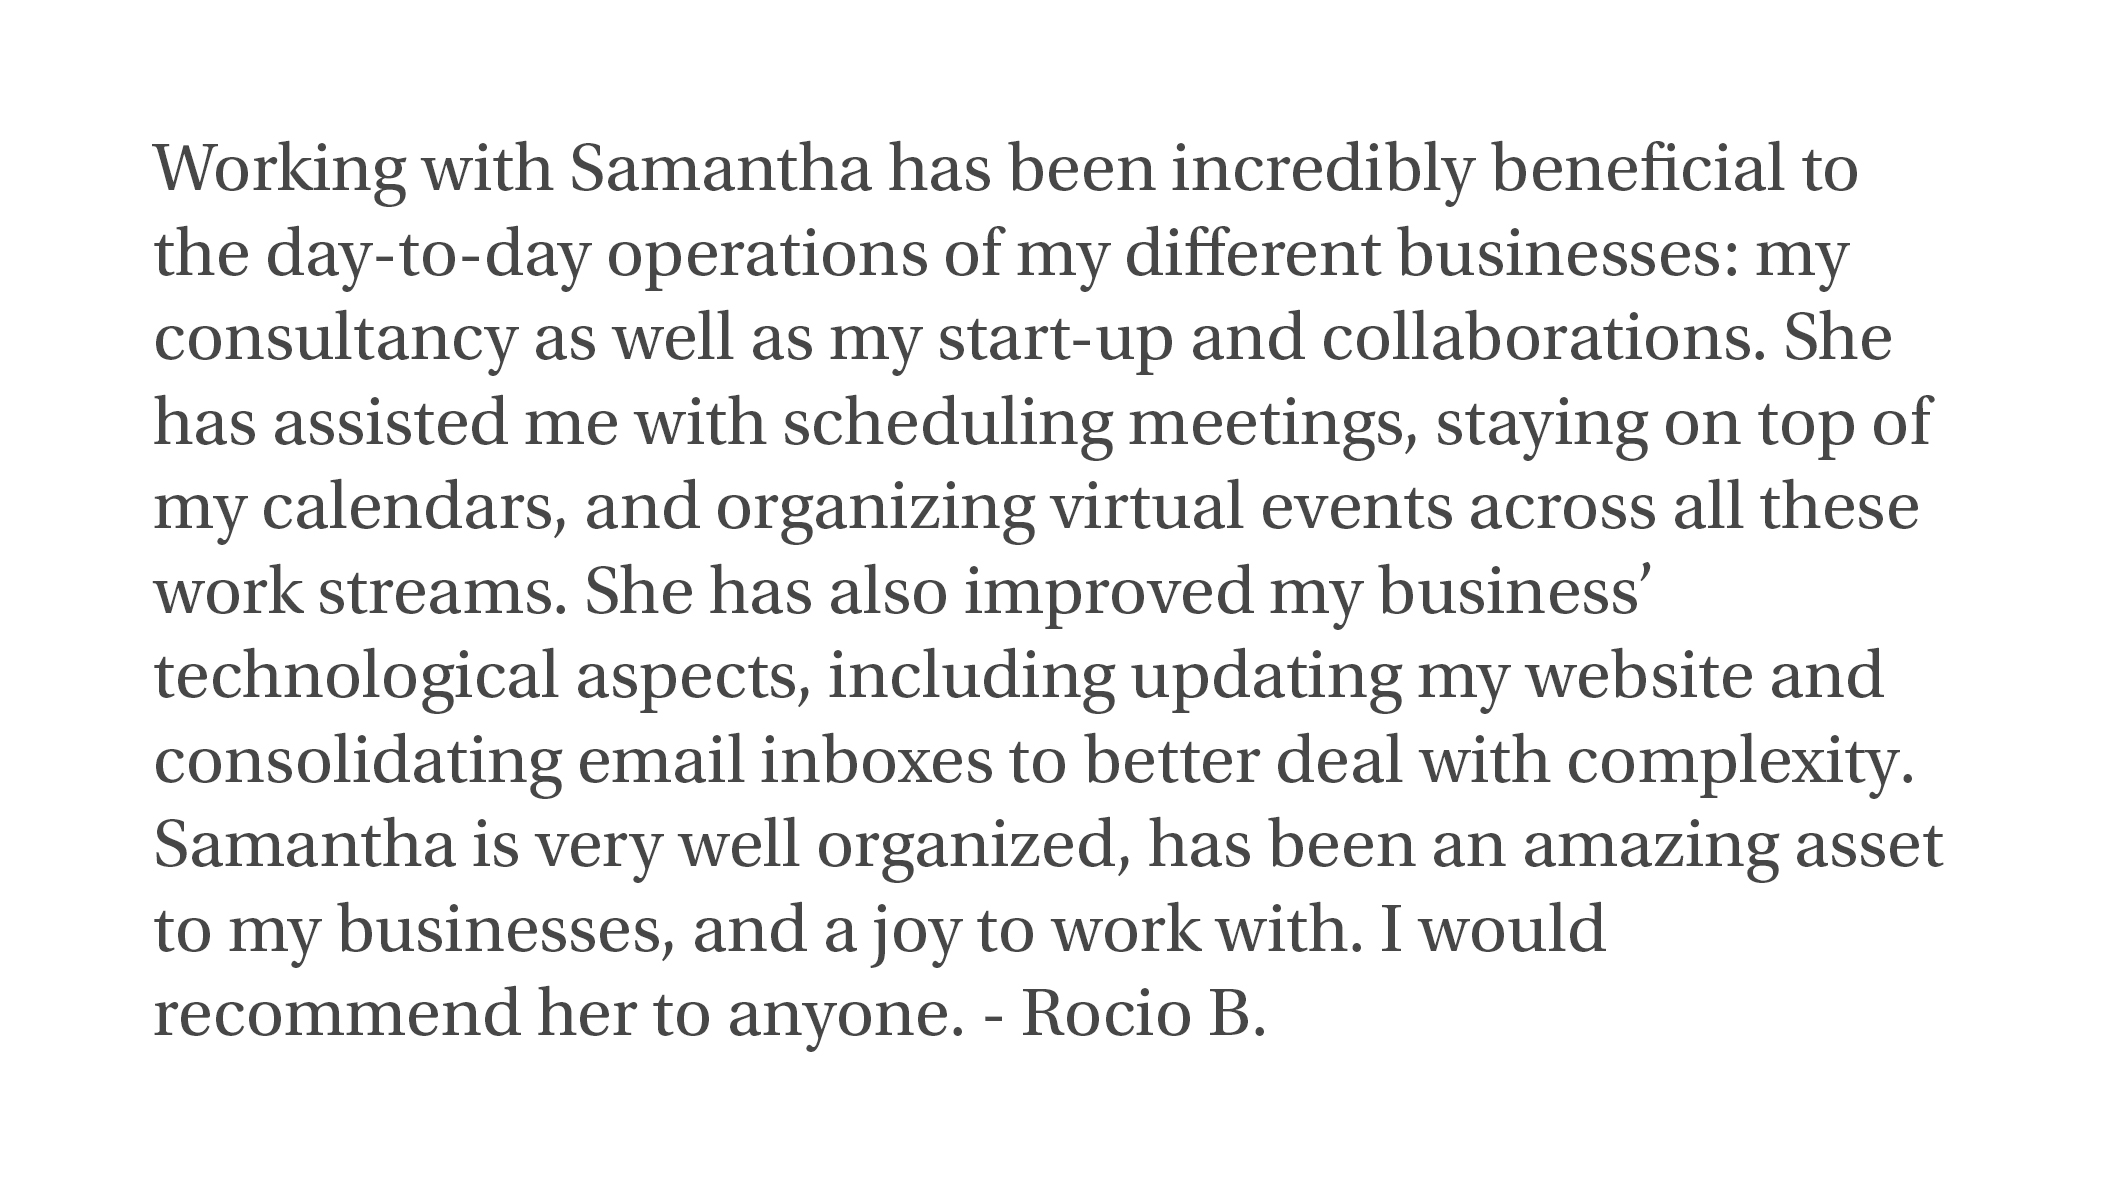 Working with Samantha has been incredibly beneficial to
the day-to-day operations of my different businesses: my
consultancy as well as my start-up and collaborations. She
has assisted me with scheduling meetings, staying on top of
my calendars, and organizing virtual events across all these
work streams. She has also improved my business’
technological aspects, including updating my website and
consolidating email inboxes to better deal with complexity.
Samantha is very well organized, has been an amazing asset
to my businesses, and a joy to work with. I would
recommend her to anyone. - Rocio B.